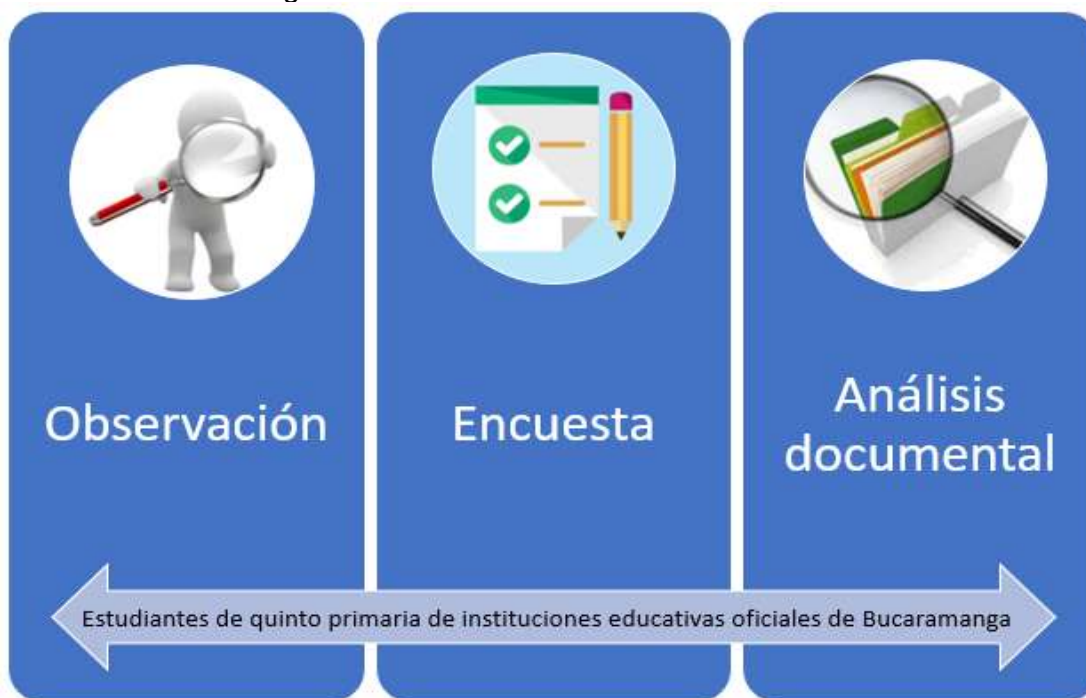 Observación
Encuesta
Análisis
documental
Estudiantes de quinto primaria de instituciones educativas oficiales de Bucaramanga